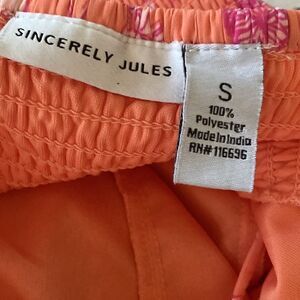 SINCERELY JULES
S
100%
Polyester
Made In India
RN#116696